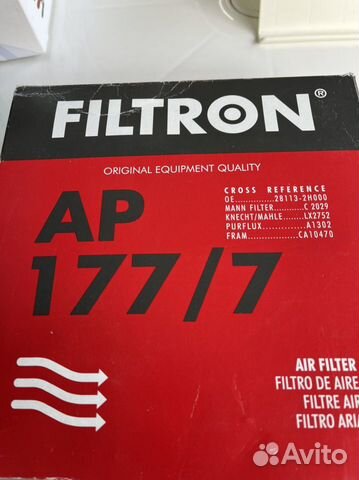 FILTRON®
ORIGINAL EQUIPMENT QUALITY
AP
177/7
CROSS REFERENCE
OE................28113-2H000
MANN FILTER...........C 2029
KNECHT/MAHLE.......LX2752
PURFLUX.............A1302
FRAM..............CA10470
AIR FILTER
FILTRO DE AIRE
FILTRE AIR
FILTRO ARIA
Avito